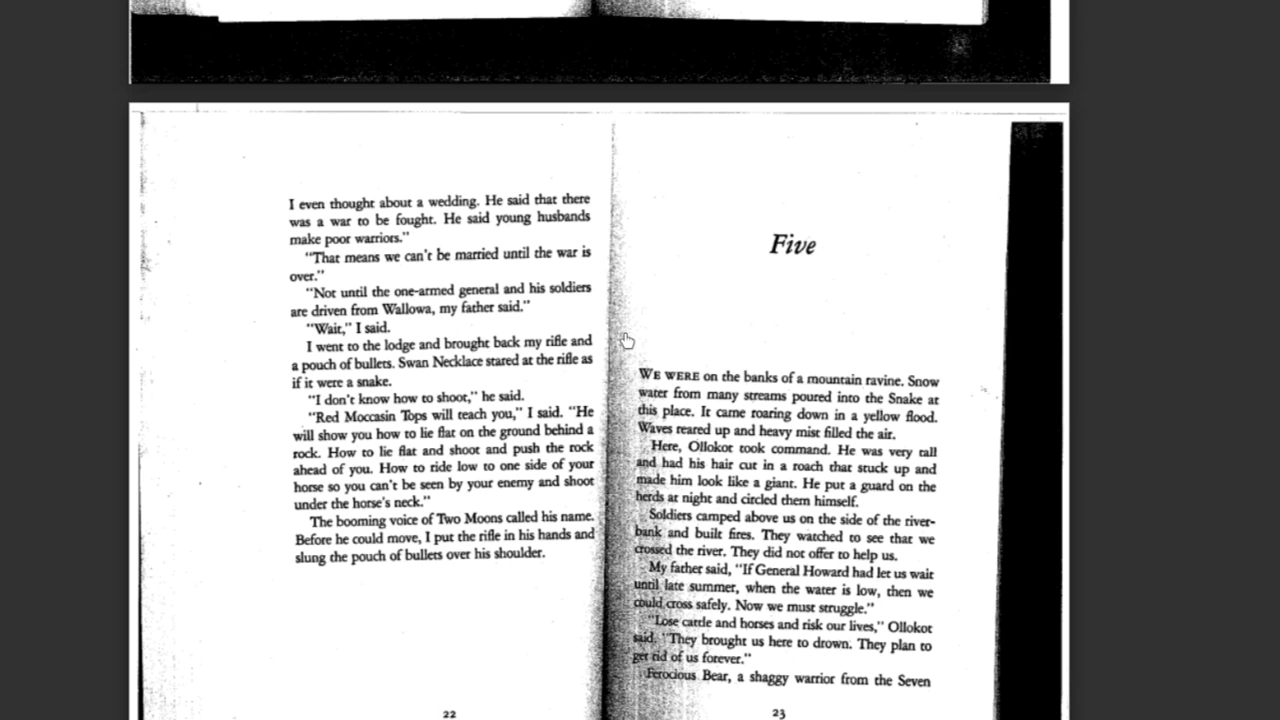 I even thought about a wedding. He said that there
was a war to be fought. He said young husbands
make poor warriors."
"That means we can't be married until the war is
over."
"Not until the one-armed general and his soldiers
are driven from Wallowa, my father said."
"Wait," I said.
I went to the lodge and brought back my rifle and
a pouch of bullets. Swan Necklace stared at the rifle as
if it were a snake.
"I don't know how to shoot," he said.
"Red Moccasin Tops will teach you," I said. "He
will show you how to lie flat on the ground behind a
rock. How to lie flat and shoot and push the rock
ahead of you. How to ride low to one side of your
horse so you can't be seen by your enemy and shoot
under the horse's neck."
The booming voice of Two Moons called his name.
Before he could move, I put the rifle in his hands and
slung the pouch of bullets over his shoulder.
22
Five
WE WERE on the banks of a mountain ravine. Snow
water from many streams poured into the Snake at
this place. It came roaring down in a yellow flood.
Waves reared up and heavy mist filled the air.
Here, Ollokot took command. He was very tall
and had his hair cut in a roach that stuck up and
made him look like a giant. He put a guard on the
herds at night and circled them himself.
Soldiers camped above us on the side of the river-
bank and built fires. They watched to see that we
crossed the river. They did not offer to help us.
My father said, "If General Howard had let us wait
until late summer, when the water is low, then we
could cross safely. Now we must struggle."
"Lose cattle and horses and risk our lives," Ollokot
said. "They brought us here to drown. They plan to
get rid of us forever."
Ferocious Bear, a shaggy warrior from the Seven
23